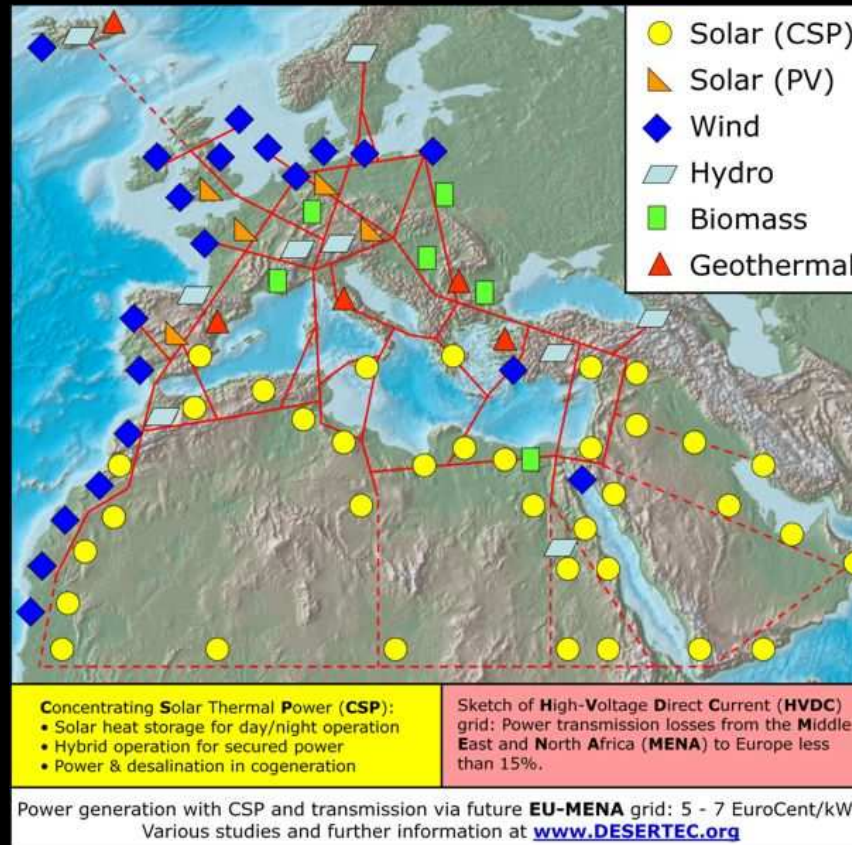 Solar (CSP)
Solar (PV)
Wind
Hydro
Biomass
Geothermal
Concentrating Solar Thermal Power (CSP):
• Solar heat storage for day/night operation
• Hybrid operation for secured power
• Power & desalination in cogeneration
Sketch of High-Voltage Direct Current (HVDC)
grid: Power transmission losses from the Middle
East and North Africa (MENA) to Europe less
than 15%.
Power generation with CSP and transmission via future EU-MENA grid: 5 - 7 EuroCent/kW
Various studies and further information at www.DESERTEC.org